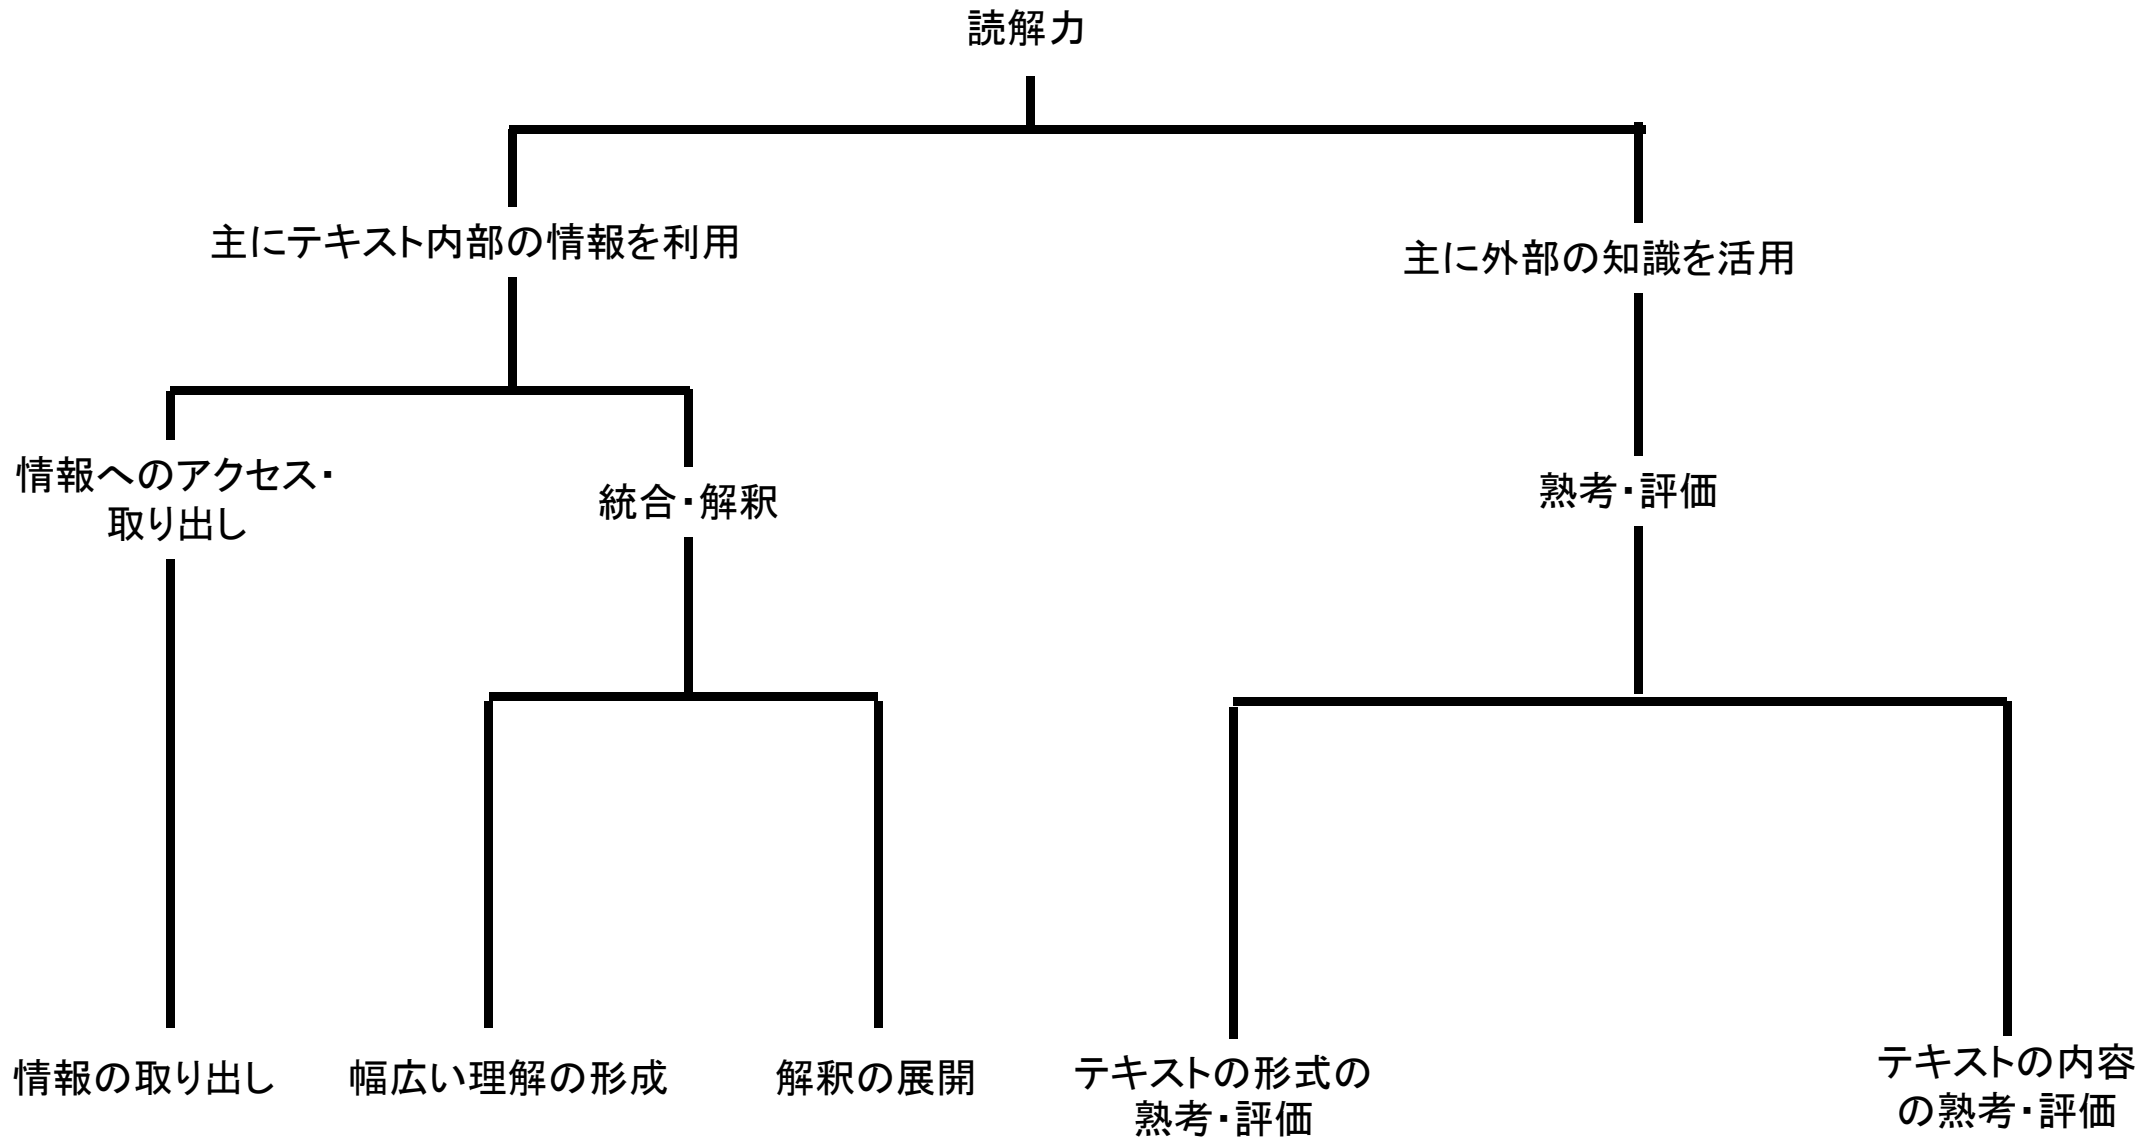 読解力
主にテキスト内部の情報を利用
主に外部の知識を活用
情報へのアクセス・
取り出し
統合・解釈
熟考・評価
情報の取り出し
幅広い理解の形成
解釈の展開
テキストの形式の
熟考・評価
テキストの内容
の熟考・評価